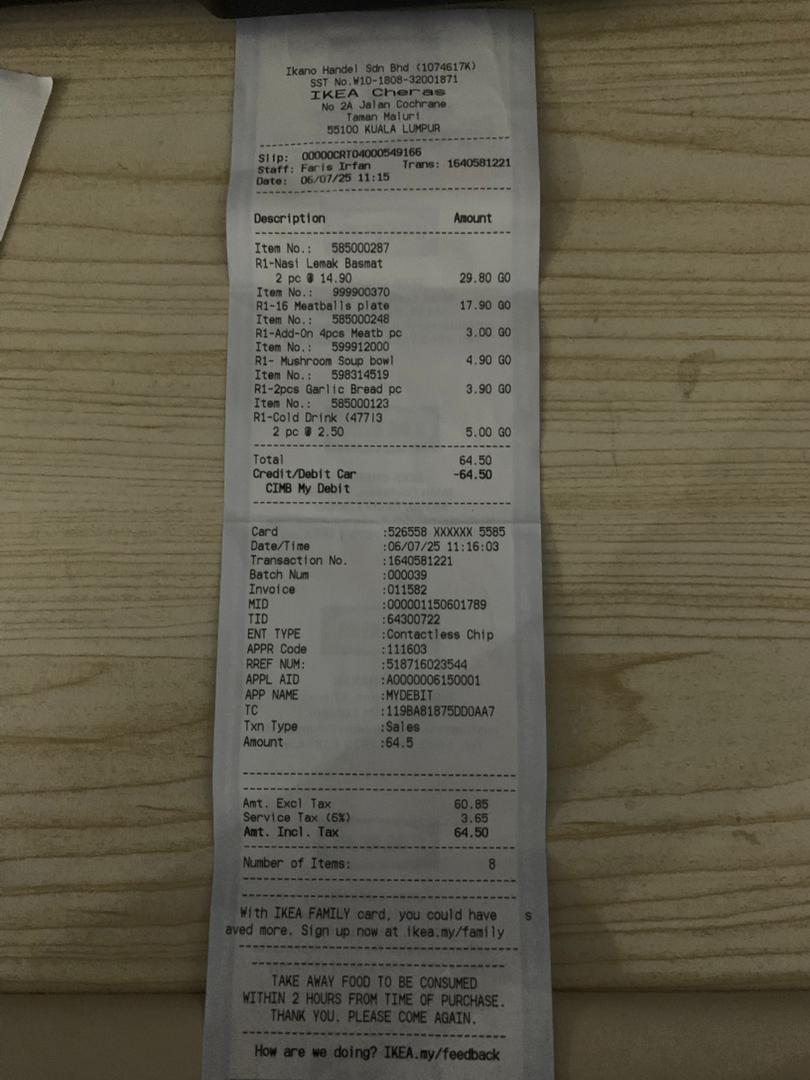 Ikano Handel Sdn Bhd (1074617K)
SST No.W10-1808-32001871
IKEA Cheras
No 2A Jalan Cochrane
Taman Maluri
55100 KUALA LUMPUR
Slip: 00000CRT04000549166
Staff: Faris Irfan Trans: 1640581221
Date: 06/07/25 11:15
Description Amount
Item No.: 585000287
R1-Nasi Lemak Basmat
2 pc @ 14.90 29.80 GO
Item No.: 999900370
R1-16 Meatballs plate 17.90 GO
Item No.: 585000248
R1-Add-On 4pcs Meatb pc 3.00 GO
Item No.: 599912000
R1- Mushroom Soup bowl 4.90 GO
Item No.: 598314519
R1-2pcs Garlic Bread pc 3.90 GO
Item No.: 585000123
R1-Cold Drink (477|3
2 pc @ 2.50 5.00 GO
Total 64.50
Credit/Debit Car -64.50
CIMB My Debit
Card :526558 XXXXXX 5585
Date/Time :06/07/25 11:16:03
Transaction No. :1640581221
Batch Num :000039
Invoice :011582
MID :000001150601789
TID :64300722
ENT TYPE :Contactless Chip
APPR Code :111603
RREF NUM: :518716023544
APPL AID :A0000006150001
APP NAME :MYDEBIT
TC :119BA81875DD0AA7
Txn Type :Sales
Amount :64.5
Amt. Excl Tax 60.85
Service Tax (6%) 3.65
Amt. Incl. Tax 64.50
Number of Items: 8
With IKEA FAMILY card, you could have s
aved more. Sign up now at ikea.my/family
TAKE AWAY FOOD TO BE CONSUMED
WITHIN 2 HOURS FROM TIME OF PURCHASE.
THANK YOU. PLEASE COME AGAIN.
How are we doing? IKEA.my/feedback